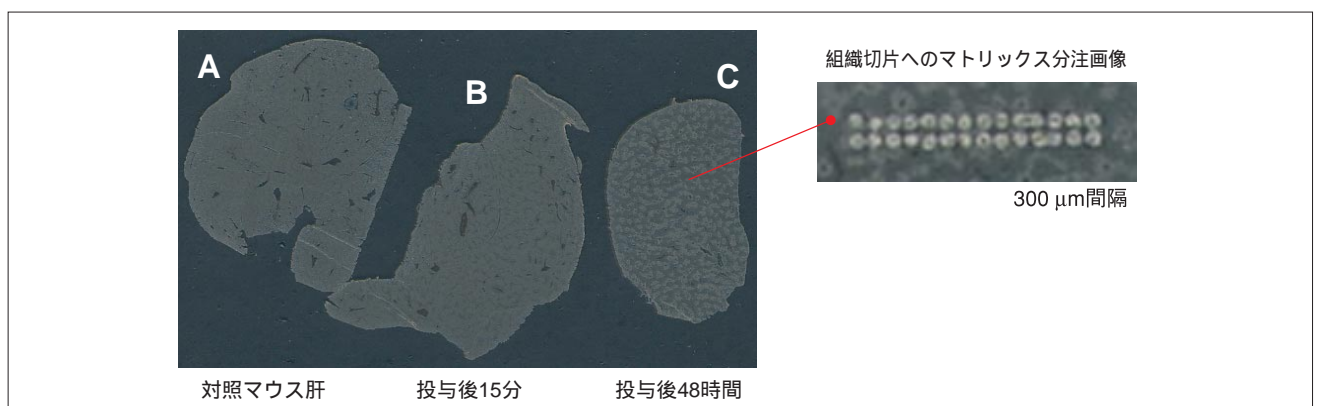 A
B
C
組織切片へのマトリックス分注画像
300 μm間隔
対照マウス肝
投与後15分
投与後48時間